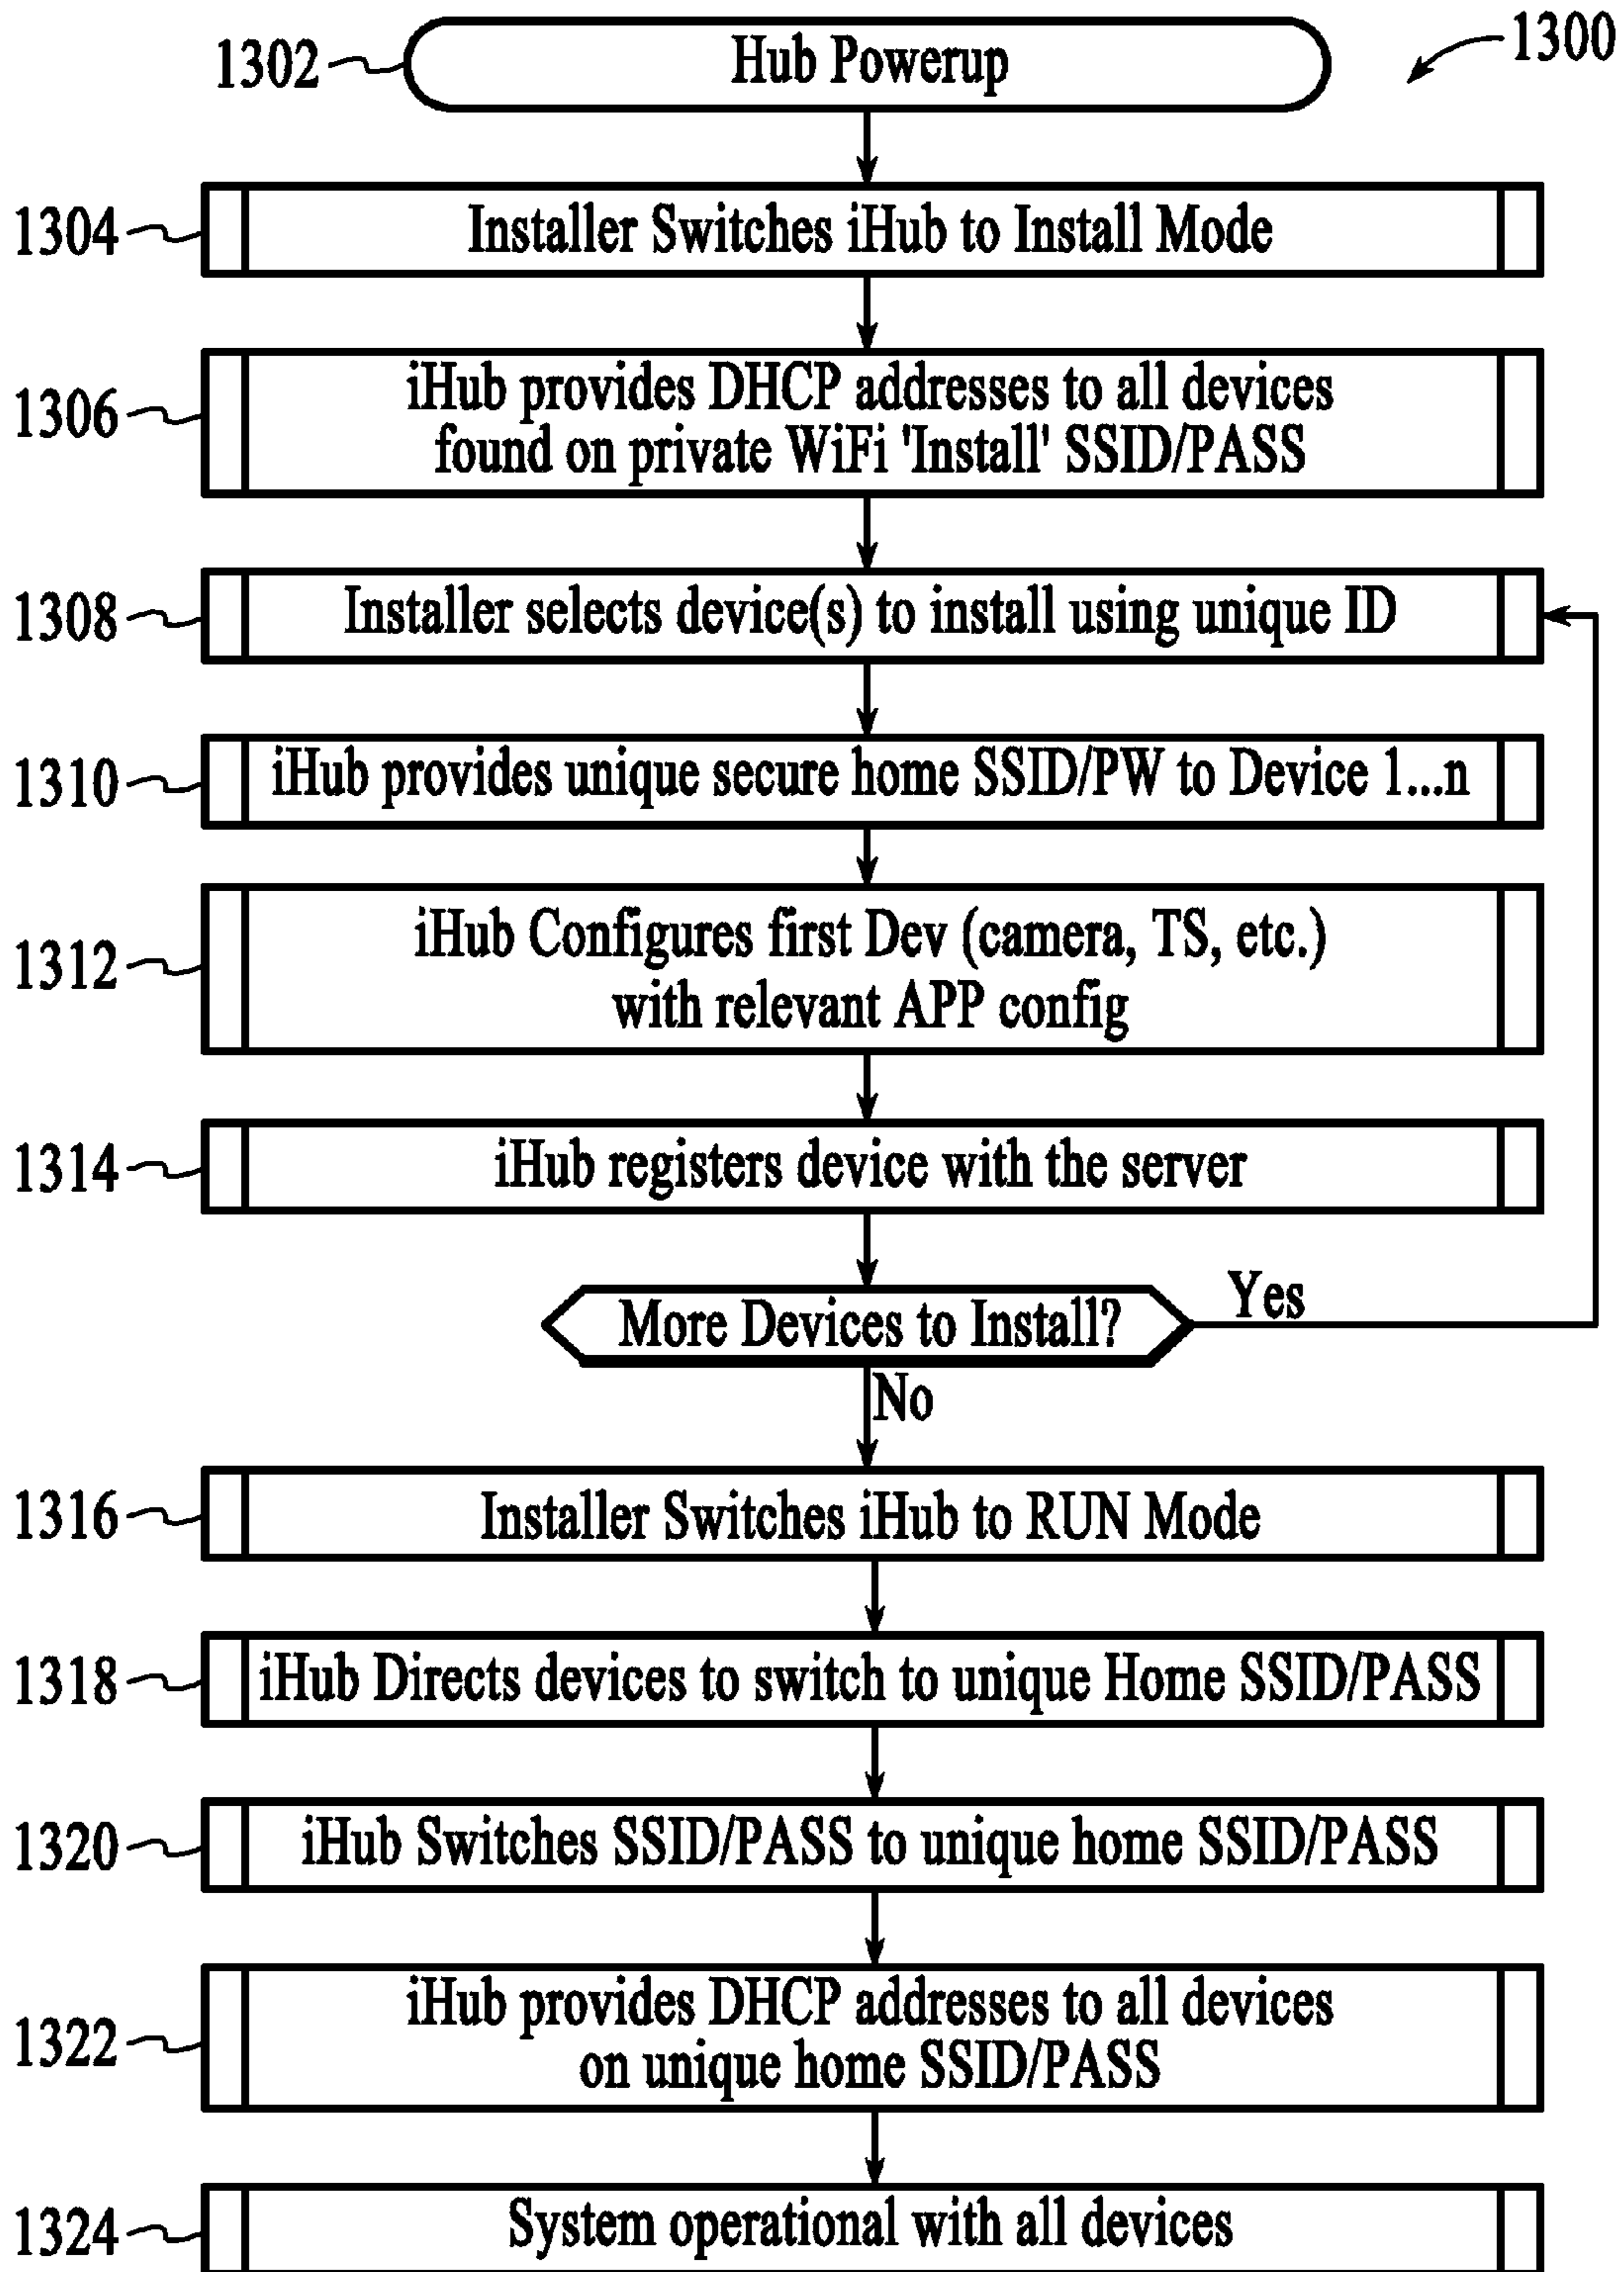 1300
1302
Hub Powerup
1304
Installer Switches iHub to Install Mode
1306
iHub provides DHCP addresses to all devices
found on private WiFi 'Install' SSID/PASS
1308
Installer selects device(s) to install using unique ID
1310
iHub provides unique secure home SSID/PW to Device 1...n
1312
iHub Configures first Dev (camera, TS, etc.)
with relevant APP config
1314
iHub registers device with the server
More Devices to Install?
Yes
No
1316
Installer Switches iHub to RUN Mode
1318
iHub Directs devices to switch to unique Home SSID/PASS
1320
iHub Switches SSID/PASS to unique home SSID/PASS
1322
iHub provides DHCP addresses to all devices
on unique home SSID/PASS
1324
System operational with all devices